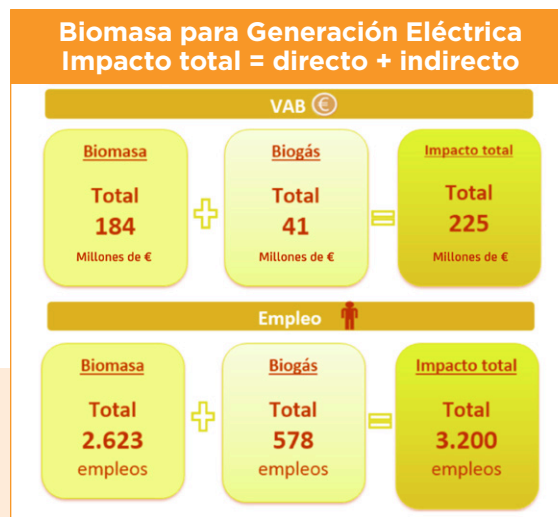 Biomasa para Generación Eléctrica
Impacto total = directo + indirecto
VAB €
Biomasa
Total
184
Millones de €
+
Biogás
Total
41
Millones de €
=
Impacto total
Total
225
Millones de €
Empleo
Biomasa
Total
2.623
empleos
+
Biogás
Total
578
empleos
=
Impacto total
Total
3.200
empleos